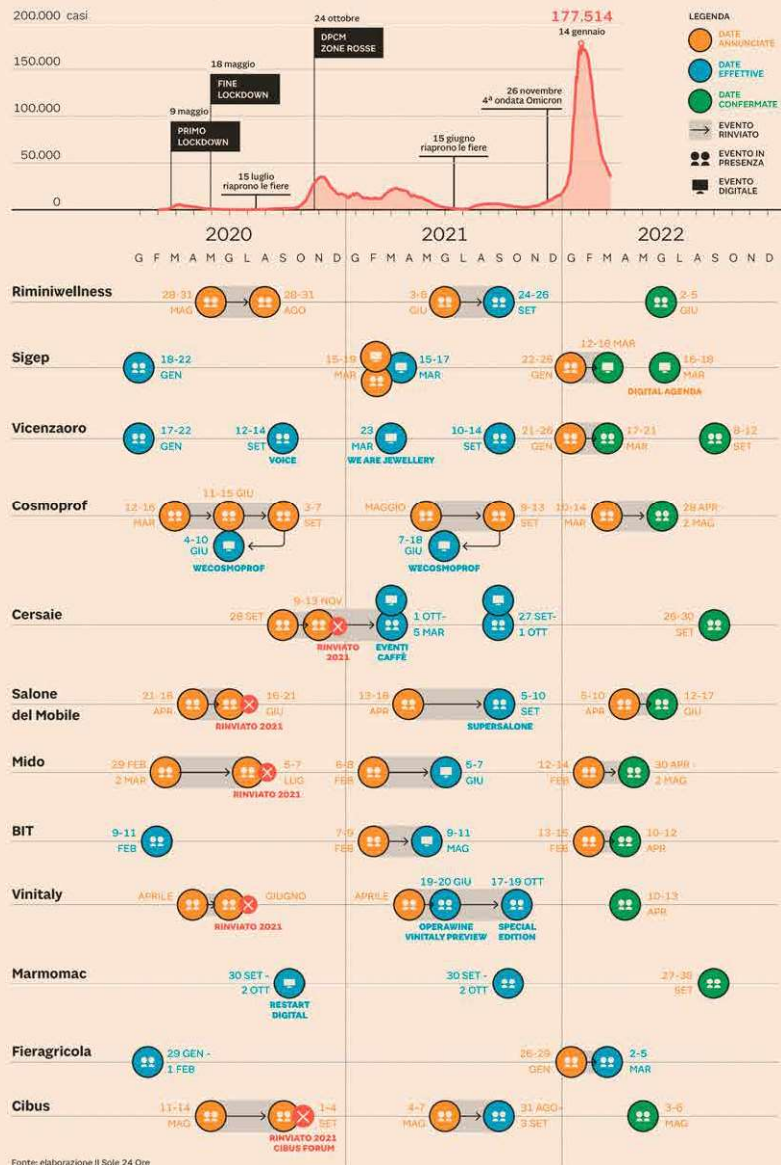 200.000 casi
150.000
100.000
50.000
0
9 maggio
PRIMO
LOCKDOWN
18 maggio
FINE
LOCKDOWN
15 luglio
riaprono le fiere
24 ottobre
DPCM
ZONE ROSSE
15 giugno
riaprono le fiere
26 novembre
4ª ondata Omicron
177.514
14 gennaio
LEGENDA
DATE
ANNUNCIATE
DATE
EFFETTIVE
DATE
CONFERMATE
EVENTO
RINVIATO
EVENTO IN
PRESENZA
EVENTO
DIGITALE
2020
2021
2022
G F M A M G L A S O N D G F M A M G L A S O N D G F M A M G L A S O N D
Riminiwellness
28-31
MAG
28-31
AGO
3-6
GIU
24-26
SET
2-5
GIU
Sigep
18-22
GEN
15-19
MAR
15-17
MAR
22-26
GEN
12-16 MAR
16-18
MAR
DIGITAL AGENDA
Vicenzaoro
17-22
GEN
12-14
SET
VOICE
23
MAR
WE ARE JEWELLERY
10-14
SET
21-26
GEN
17-21
MAR
8-12
SET
Cosmoprof
12-16
MAR
11-15 GIU
3-7
SET
4-10
GIU
WECOSMOPROF
MAGGIO
9-13
SET
7-18
GIU
WECOSMOPROF
10-14
MAR
28 APR -
2 MAG
Cersaie
28 SET
9-13 NOV
RINVIATO
2021
1 OTT-
5 MAR
EVENTI
CAFFÈ
27 SET-
1 OTT
26-30
SET
Salone
del Mobile
21-16
APR
16-21
GIU
RINVIATO 2021
13-18
APR
5-10
SET
SUPERSALONE
5-10
APR
12-17
GIU
Mido
29 FEB
2 MAR
5-7
LUG
RINVIATO 2021
6-8
FEB
5-7
GIU
12-14
FEB
30 APR -
2 MAG
BIT
9-11
FEB
7-9
FEB
9-11
MAG
13-15
FEB
10-12
APR
Vinitaly
APRILE
GIUGNO
RINVIATO 2021
APRILE
19-20 GIU
OPERAWINE
VINITALY PREVIEW
17-19 OTT
SPECIAL
EDITION
10-13
APR
Marmomac
30 SET -
2 OTT
RESTART
DIGITAL
30 SET -
2 OTT
SET
Fieragricola
29 GEN -
1 FEB
26-29
GEN
2-5
MAR
Cibus
11-14
MAG
1-4
SET
RINVIATO 2021
CIBUS FORUM
4-7
MAG
31 AGO-
3 SET
3-6
MAG
Fonte: elaborazione Il Sole 24 Ore